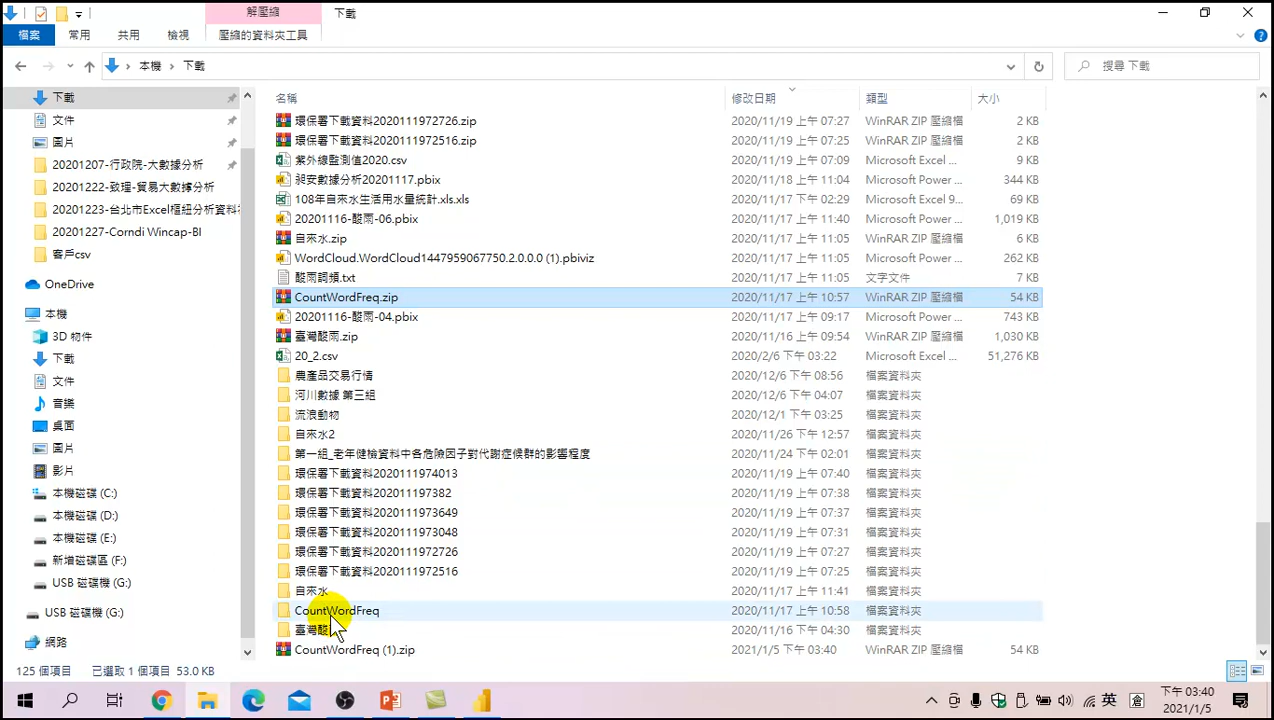 解壓縮
下載
檔案
常用
共用
檢視
壓縮的資料夾工具
本機 › 下載
搜尋 下載
下載
文件
圖片
20201207-行政院-大數據分析
20201222-致理-貿易大數據分析
20201223-台北市Excel樞紐分析資料視
20201227-Corndi Wincap-BI
客戶csv
OneDrive
本機
3D 物件
下載
文件
音樂
桌面
圖片
影片
本機磁碟 (C:)
本機磁碟 (D:)
本機磁碟 (E:)
新增磁碟區 (F:)
USB 磁碟機 (G:)
USB 磁碟機 (G:)
網路
名稱 修改日期 類型 大小
環保署下載資料2020111972726.zip 2020/11/19 上午 07:27 WinRAR ZIP 壓縮檔 2 KB
環保署下載資料2020111972516.zip 2020/11/19 上午 07:25 WinRAR ZIP 壓縮檔 2 KB
紫外線監測值2020.csv 2020/11/19 上午 07:09 Microsoft Excel ... 9 KB
昶安數據分析20201117.pbix 2020/11/18 上午 11:04 Microsoft Power ... 344 KB
108年自來水生活用水量統計.xls.xls 2020/11/17 下午 02:29 Microsoft Excel 9... 69 KB
20201116-酸雨-06.pbix 2020/11/17 上午 11:40 Microsoft Power ... 1,019 KB
自來水.zip 2020/11/17 上午 11:05 WinRAR ZIP 壓縮檔 6 KB
WordCloud.WordCloud1447959067750.2.0.0.0 (1).pbiviz 2020/11/17 上午 11:05 Microsoft Power ... 262 KB
酸雨詞頻.txt 2020/11/17 上午 11:05 文字文件 7 KB
CountWordFreq.zip 2020/11/17 上午 10:57 WinRAR ZIP 壓縮檔 54 KB
20201116-酸雨-04.pbix 2020/11/17 上午 09:17 Microsoft Power ... 743 KB
臺灣酸雨.zip 2020/11/16 上午 09:54 WinRAR ZIP 壓縮檔 1,030 KB
20_2.csv 2020/2/6 下午 03:22 Microsoft Excel ... 51,276 KB
農產品交易行情 2020/12/6 下午 08:56 檔案資料夾
河川數據 第三組 2020/12/6 下午 04:07 檔案資料夾
流浪動物 2020/12/1 下午 03:25 檔案資料夾
自來水2 2020/11/26 下午 12:57 檔案資料夾
第一組_老年健檢資料中各危險因子對代謝症候群的影響程度 2020/11/24 下午 02:01 檔案資料夾
環保署下載資料2020111974013 2020/11/19 上午 07:40 檔案資料夾
環保署下載資料202011197382 2020/11/19 上午 07:38 檔案資料夾
環保署下載資料2020111973649 2020/11/19 上午 07:37 檔案資料夾
環保署下載資料2020111973048 2020/11/19 上午 07:31 檔案資料夾
環保署下載資料2020111972726 2020/11/19 上午 07:27 檔案資料夾
環保署下載資料2020111972516 2020/11/19 上午 07:25 檔案資料夾
自來水 2020/11/17 上午 11:41 檔案資料夾
CountWordFreq 2020/11/17 上午 10:58 檔案資料夾
臺灣酸 2020/11/16 下午 04:30 檔案資料夾
CountWordFreq (1).zip 2021/1/5 下午 03:40 WinRAR ZIP 壓縮檔 54 KB
125 個項目 已選取 1 個項目 53.0 KB
英
下午 03:40
2021/1/5